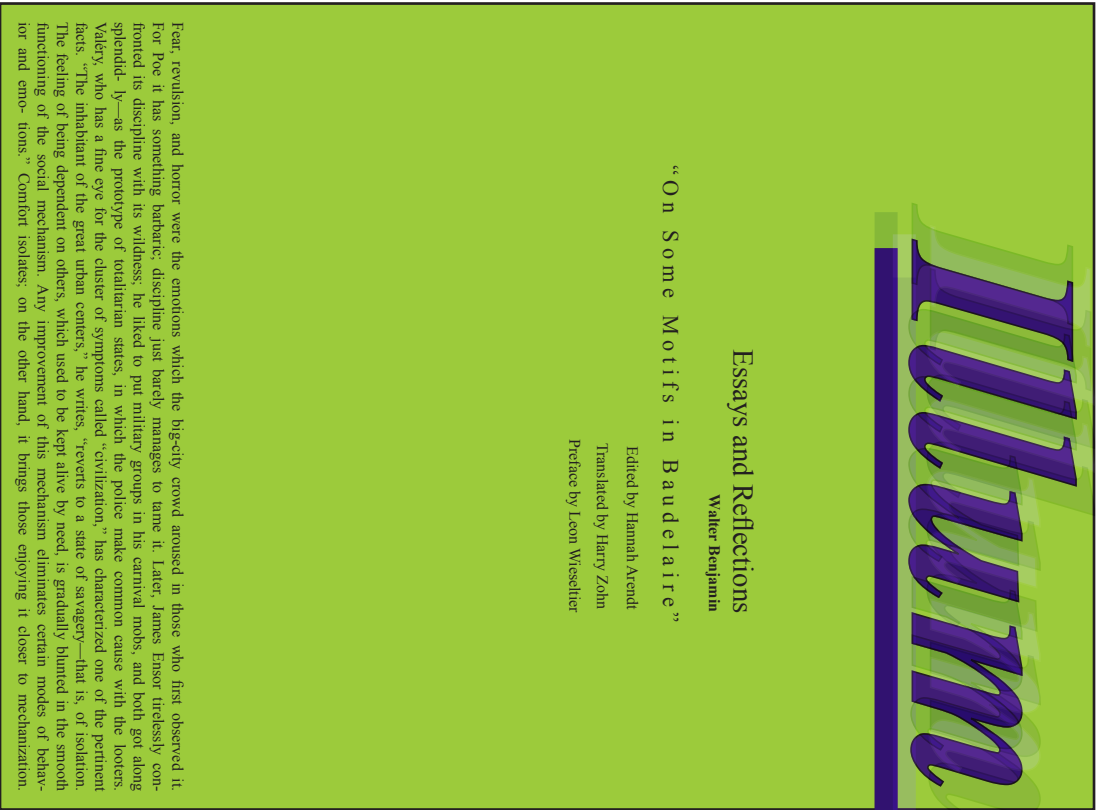 Illum
Essays and Reflections
Walter Benjamin
“On Some Motifs in Baudelaire”
Edited by Hannah Arendt
Translated by Harry Zohn
Preface by Leon Wieseltier
Fear, revulsion, and horror were the emotions which the big-city crowd aroused in those who first observed it.
For Poe it has something barbaric; discipline just barely manages to tame it. Later, James Ensor tirelessly con-
fronted its discipline with its wildness; he liked to put military groups in his carnival mobs, and both got along
splendid- ly—as the prototype of totalitarian states, in which the police make common cause with the looters.
Valéry, who has a fine eye for the cluster of symptoms called “civilization,” has characterized one of the pertinent
facts. “The inhabitant of the great urban centers,” he writes, “reverts to a state of savagery—that is, of isolation.
The feeling of being dependent on others, which used to be kept alive by need, is gradually blunted in the smooth
functioning of the social mechanism. Any improvement of this mechanism eliminates certain modes of behav-
ior and emo- tions.” Comfort isolates; on the other hand, it brings those enjoying it closer to mechanization.